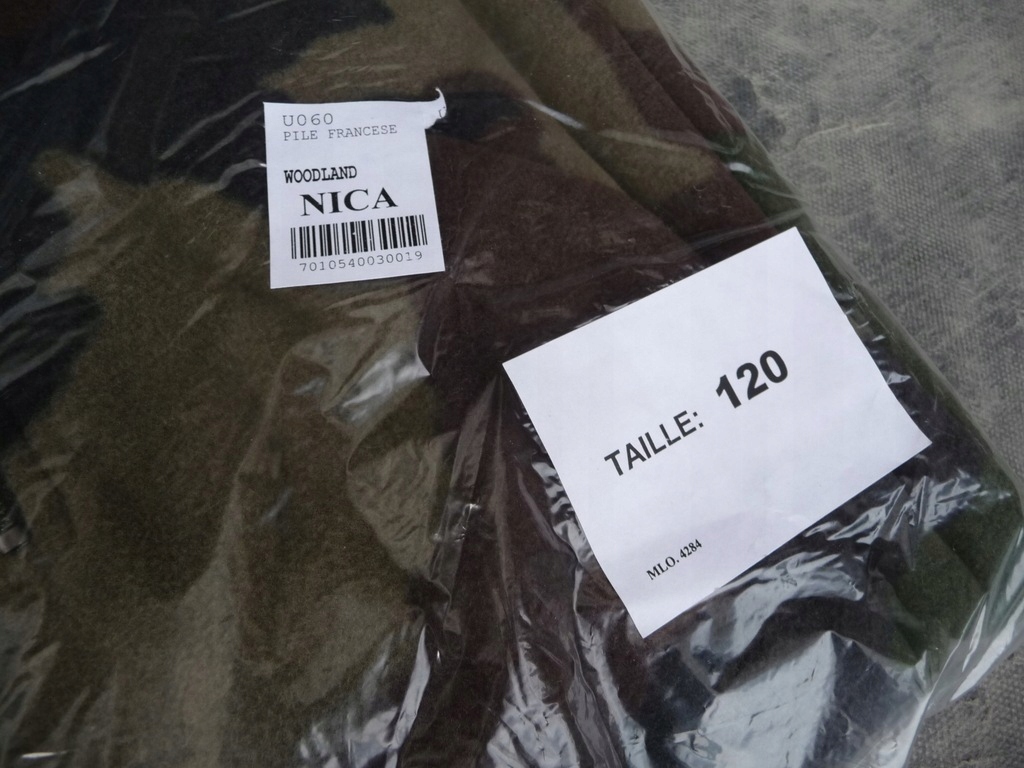 U060
PILE FRANCESE
WOODLAND
NICA
7010540030019
TAILLE: 120
MLO. 4284